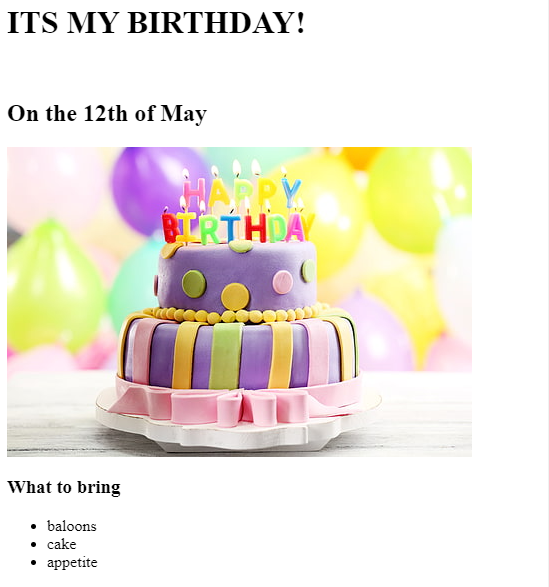 ITS MY BIRTHDAY!
On the 12th of May
HAPPY
BIRTHDAY
What to bring
baloons
cake
appetite